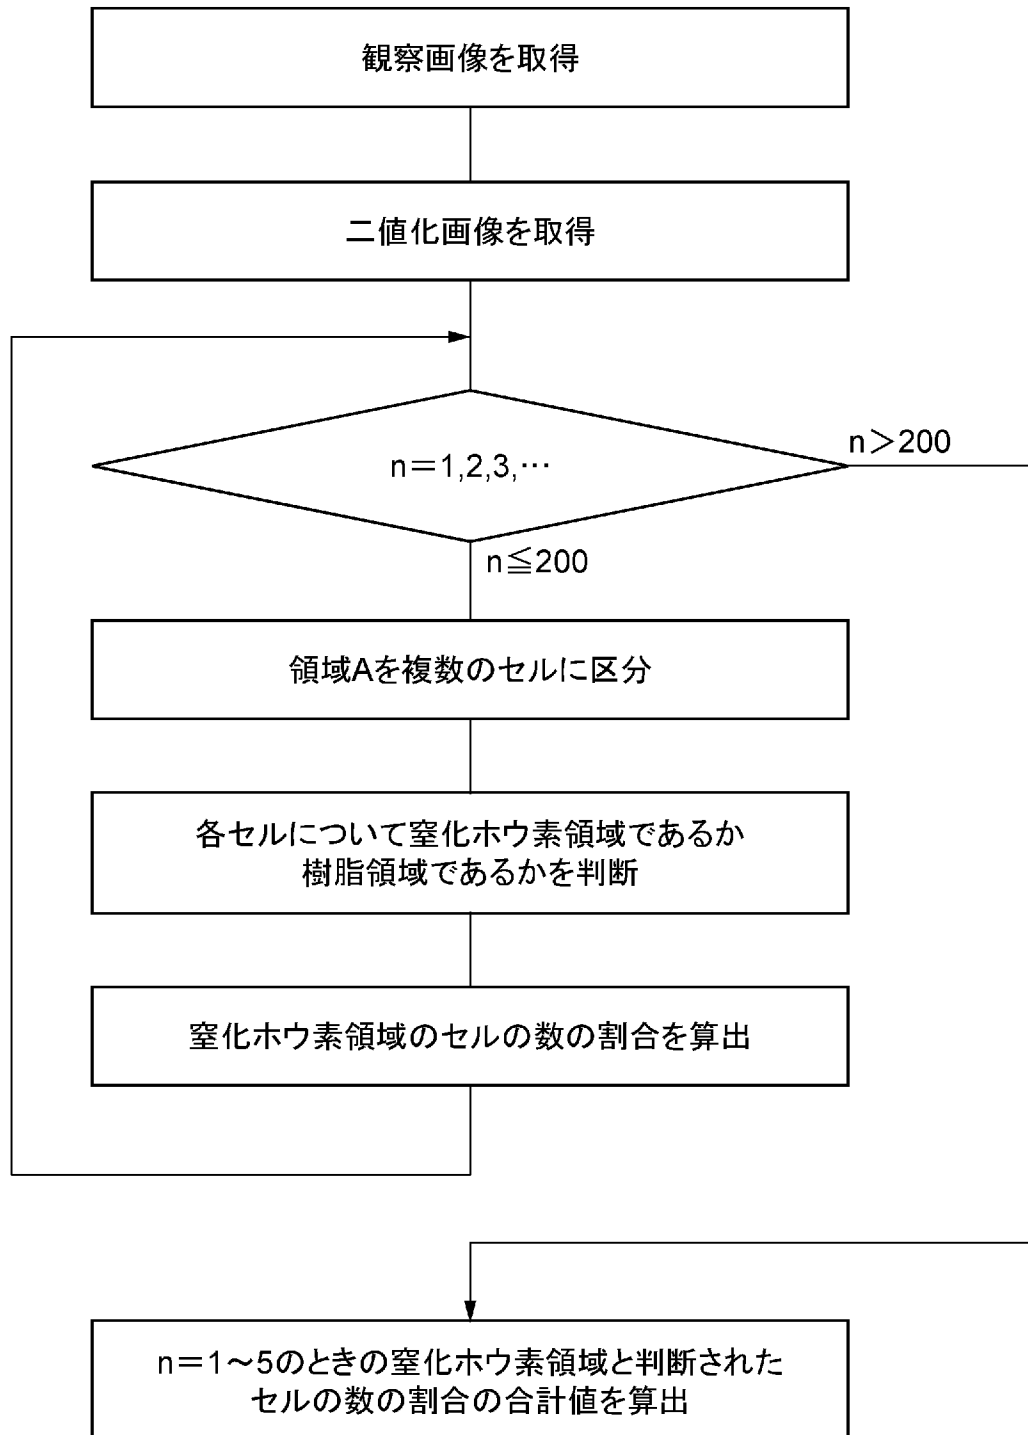 観察画像を取得
二値化画像を取得
n＝1,2,3,…
n＞200
n≦200
領域Aを複数のセルに区分
各セルについて窒化ホウ素領域であるか
樹脂領域であるかを判断
窒化ホウ素領域のセルの数の割合を算出
n＝1～5のときの窒化ホウ素領域と判断された
セルの数の割合の合計値を算出